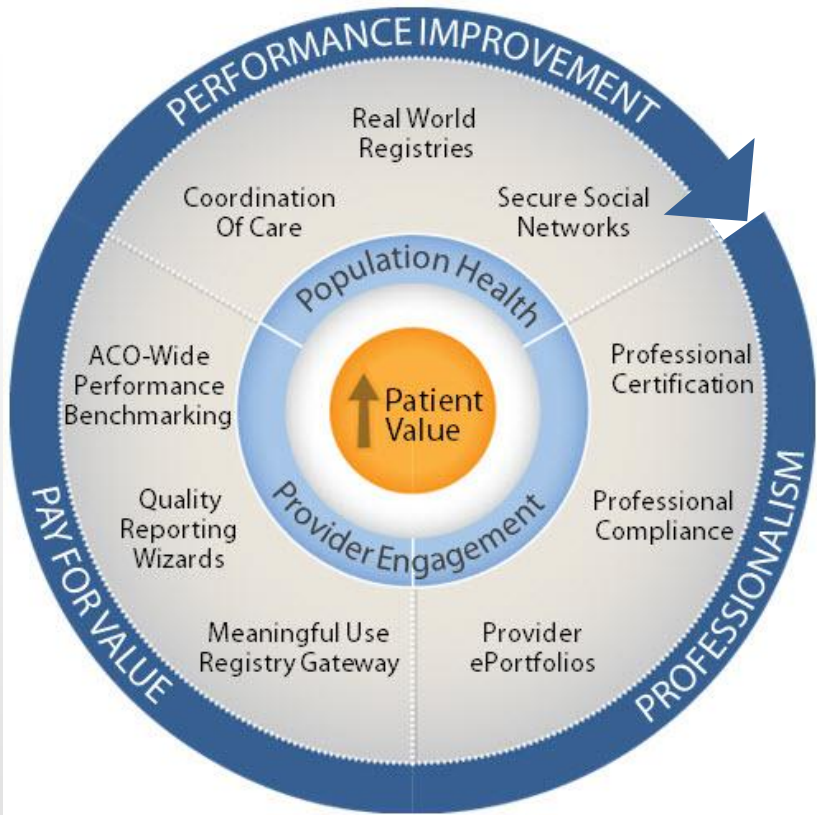 PERFORMANCE IMPROVEMENT
Real World
Registries
Coordination
Of Care
Secure Social
Networks
Population Health
ACO-Wide
Performance
Benchmarking
Professional
Certification
Patient
Value
Quality
Reporting
Wizards
Professional
Compliance
Provider Engagement
Meaningful Use
Registry Gateway
Provider
ePortfolios
PAY FOR VALUE
PROFESSIONALISM